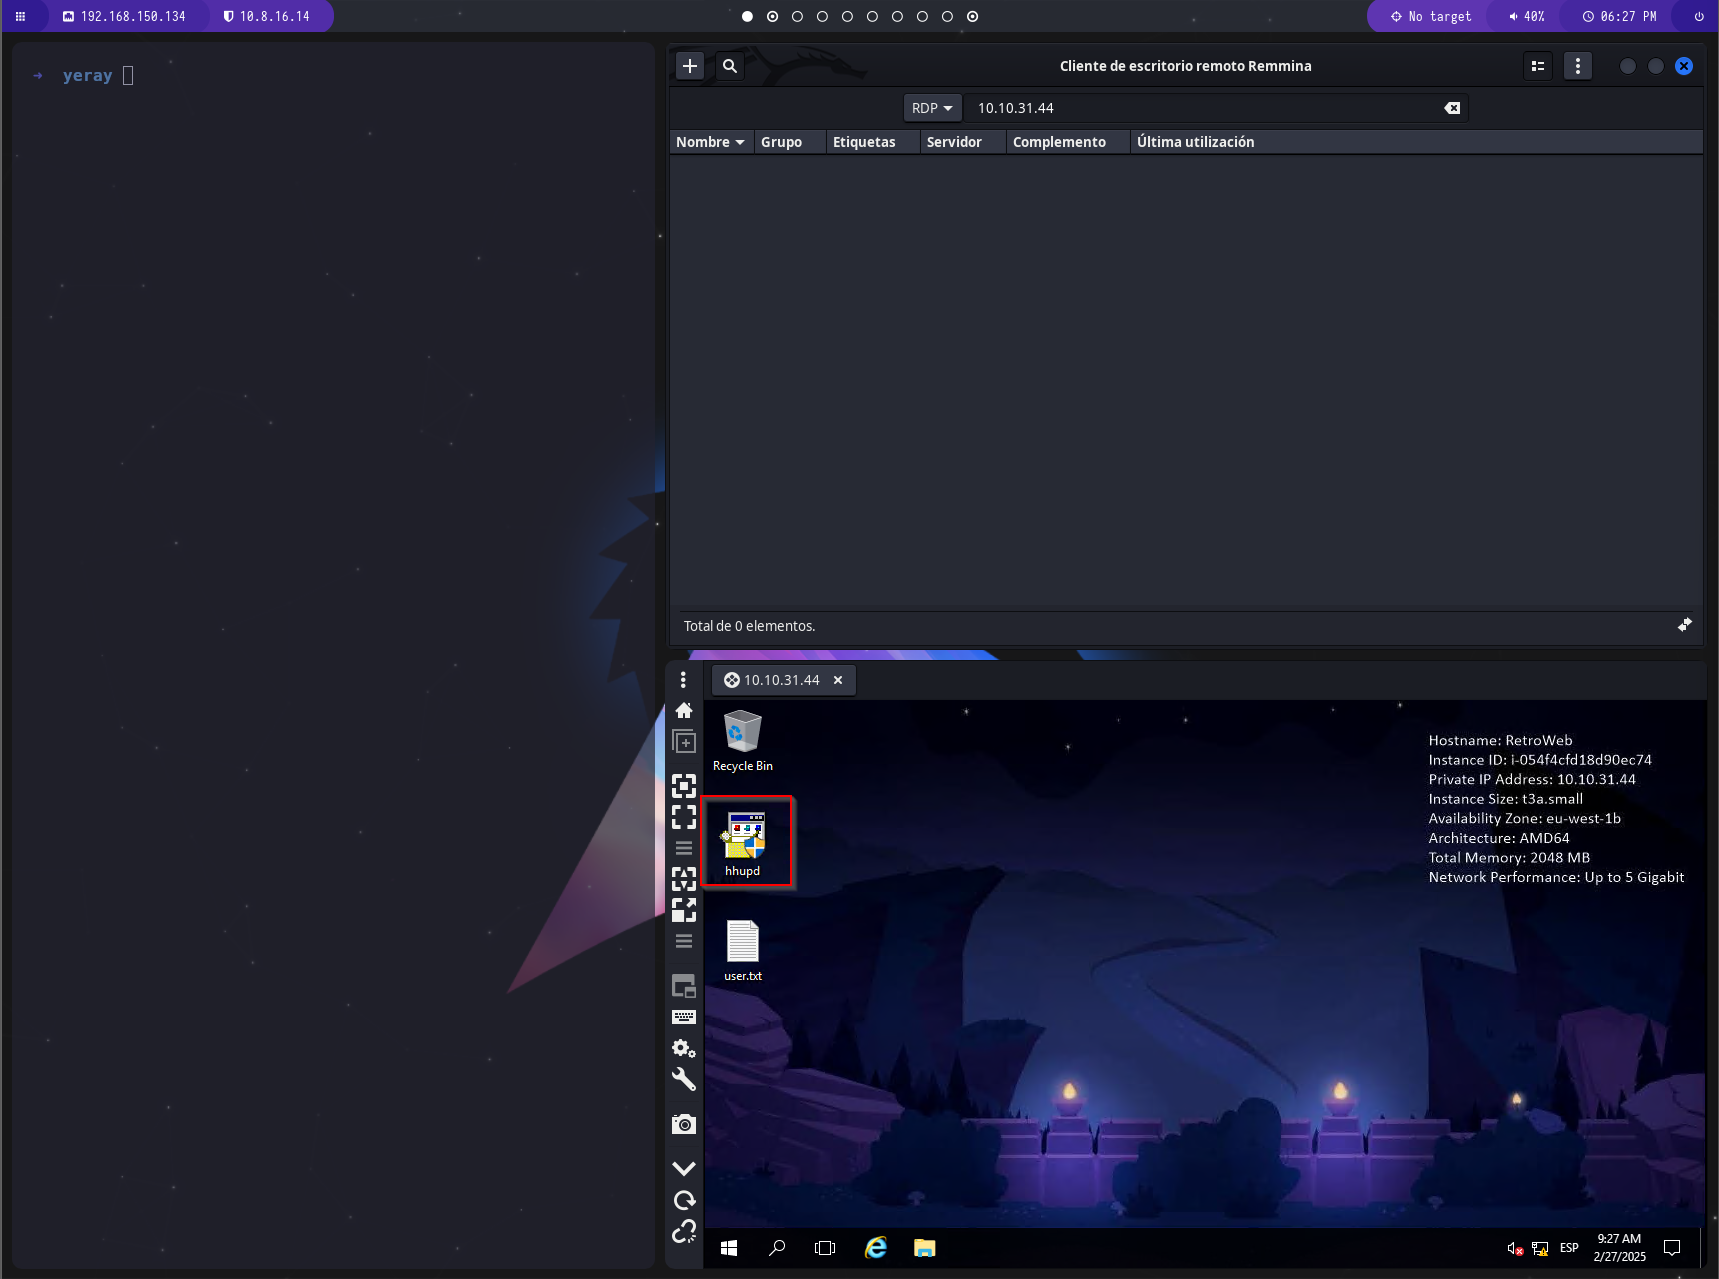 192.168.150.134
10.8.16.14
No target
40%
06:27 PM
➜ yeray
Cliente de escritorio remoto Remmina
RDP
10.10.31.44
Nombre
Grupo
Etiquetas
Servidor
Complemento
Última utilización
Total de 0 elementos.
10.10.31.44
Recycle Bin
hhupd
user.txt
Hostname: RetroWeb
Instance ID: i-054f4cfd18d90ec74
Private IP Address: 10.10.31.44
Instance Size: t3a.small
Availability Zone: eu-west-1b
Architecture: AMD64
Total Memory: 2048 MB
Network Performance: Up to 5 Gigabit
ESP
9:27 AM
2/27/2025